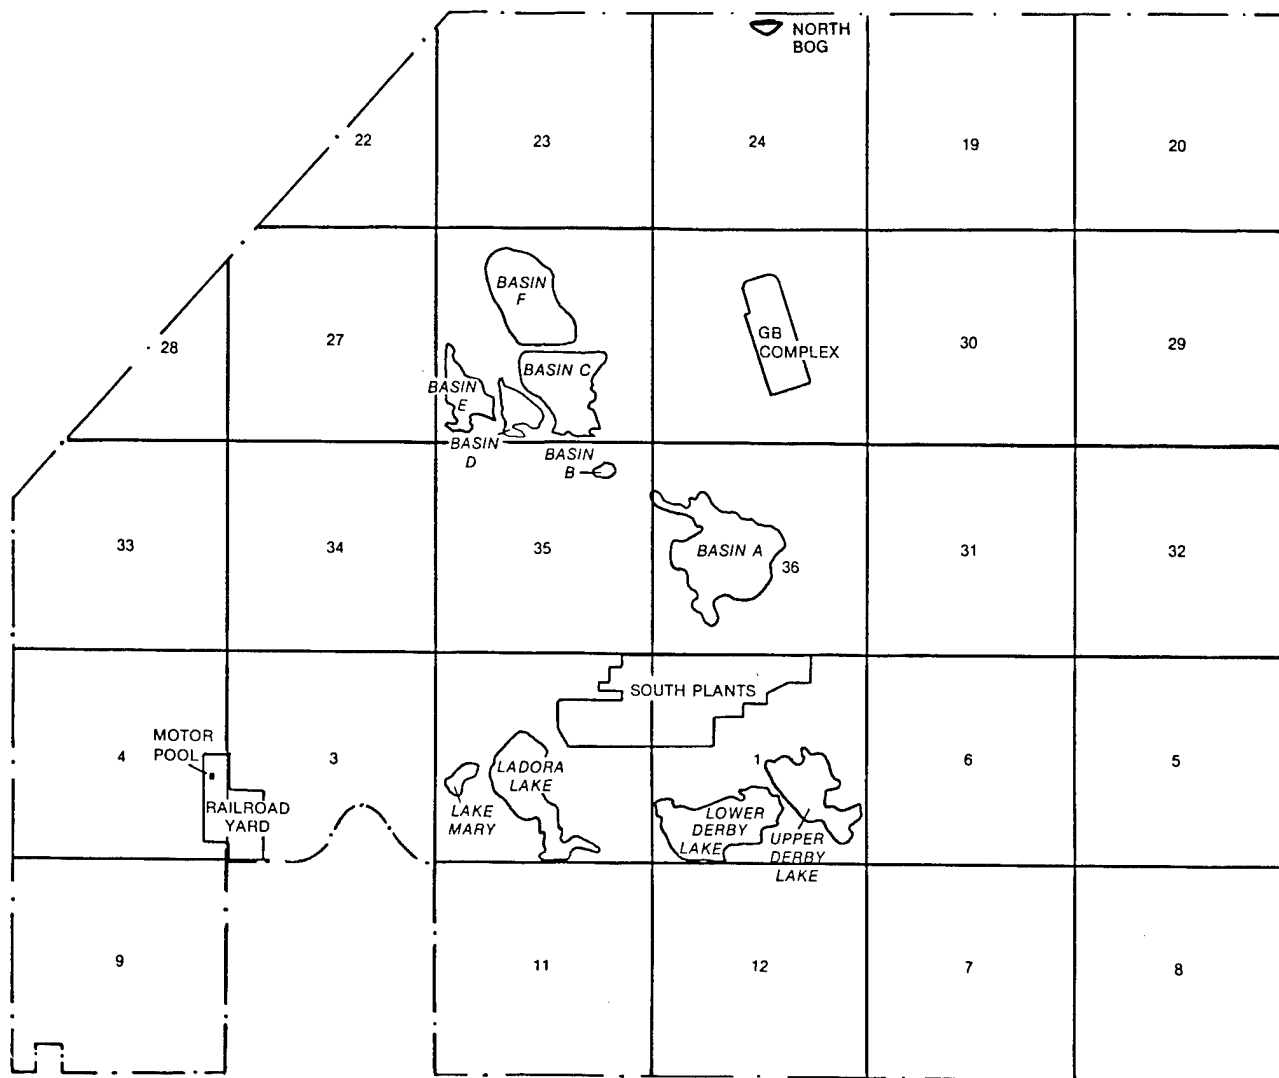 NORTH
BOG
22
23
24
19
20
BASIN
F
28
27
GB
COMPLEX
30
29
BASIN C
BASIN
E
BASIN
D
BASIN
B
33
34
35
BASIN A
36
31
32
SOUTH PLANTS
MOTOR
POOL
4
3
LADORA
LAKE
1
6
5
RAILROAD
YARD
LAKE
MARY
LOWER
DERBY
LAKE
UPPER
DERBY
LAKE
9
11
12
7
8